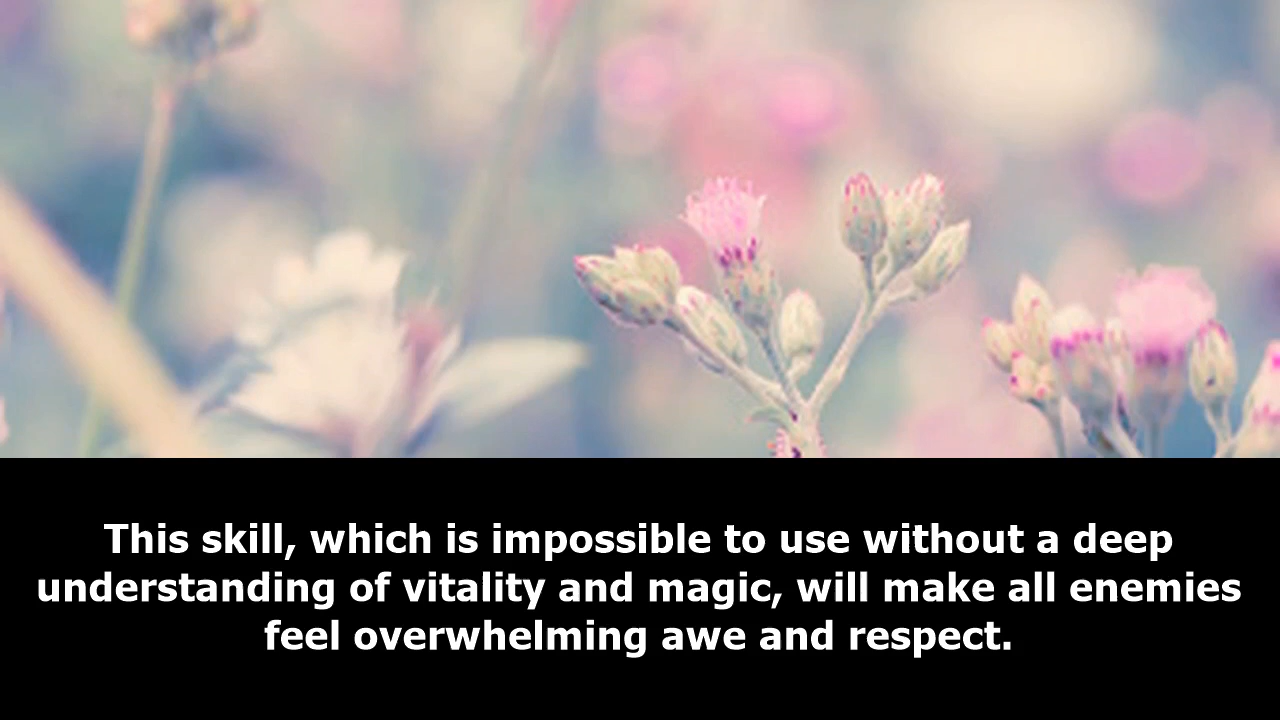 This skill, which is impossible to use without a deep
understanding of vitality and magic, will make all enemies
feel overwhelming awe and respect.